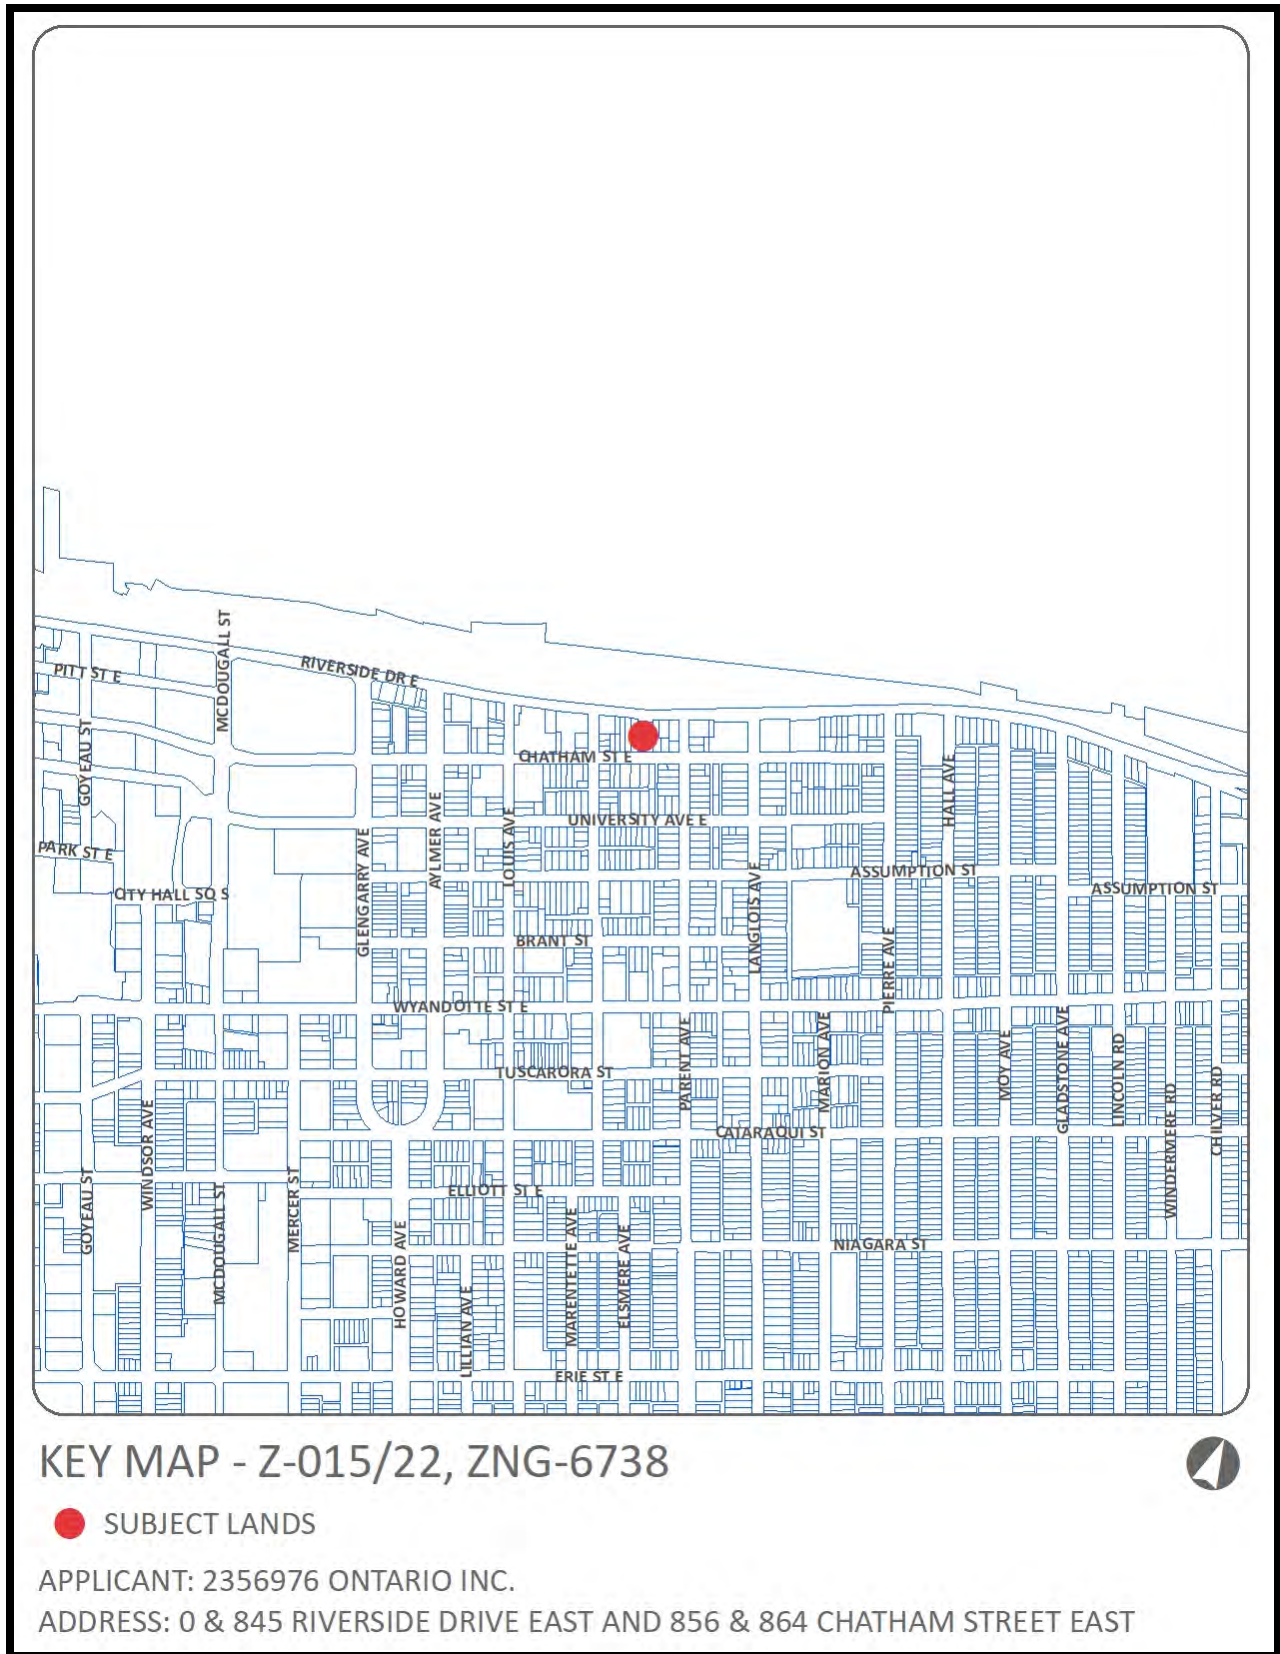 MCDOUGALL ST
RIVERSIDE DR E
PITT ST E
GOYEAU ST
CHATHAM ST E
HALL AVE
AYLMER AVE
LOUIS AVE
UNIVERSITY AVE E
GLENGARRY AVE
PARK ST E
LANGLOIS AVE
ASSUMPTION ST
ASSUMPTION ST
CITY HALL SQ S
BRANT ST
PIERRE AVE
WYANDOTTE ST E
PARENT AVE
MARION AVE
MOY AVE
GLADSTONE AVE
LINCOLN RD
TUSCARORA ST
CHILVER RD
WINDERMERE RD
WINDSOR AVE
CATARAQUI ST
GOYEAU ST
MCDOUGALL ST
MERCER ST
ELLIOTT ST E
HOWARD AVE
MARENTETTE AVE
ELSMERE AVE
NIAGARA ST
LILLIAN AVE
ERIE ST E
KEY MAP - Z-015/22, ZNG-6738
SUBJECT LANDS
APPLICANT: 2356976 ONTARIO INC.
ADDRESS: 0 & 845 RIVERSIDE DRIVE EAST AND 856 & 864 CHATHAM STREET EAST